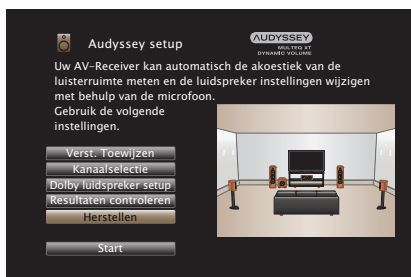 Audyssey setup
AUDYSSEY
MULTEQ XT
DYNAMIC VOLUME
Uw AV-Receiver kan automatisch de akoestiek van de
luisterruimte meten en de luidspreker instellingen wijzigen
met behulp van de microfoon.
Gebruik de volgende
instellingen.
Verst. Toewijzen
Kanaalselectie
Dolby luidspreker setup
Resultaten controleren
Herstellen
Start